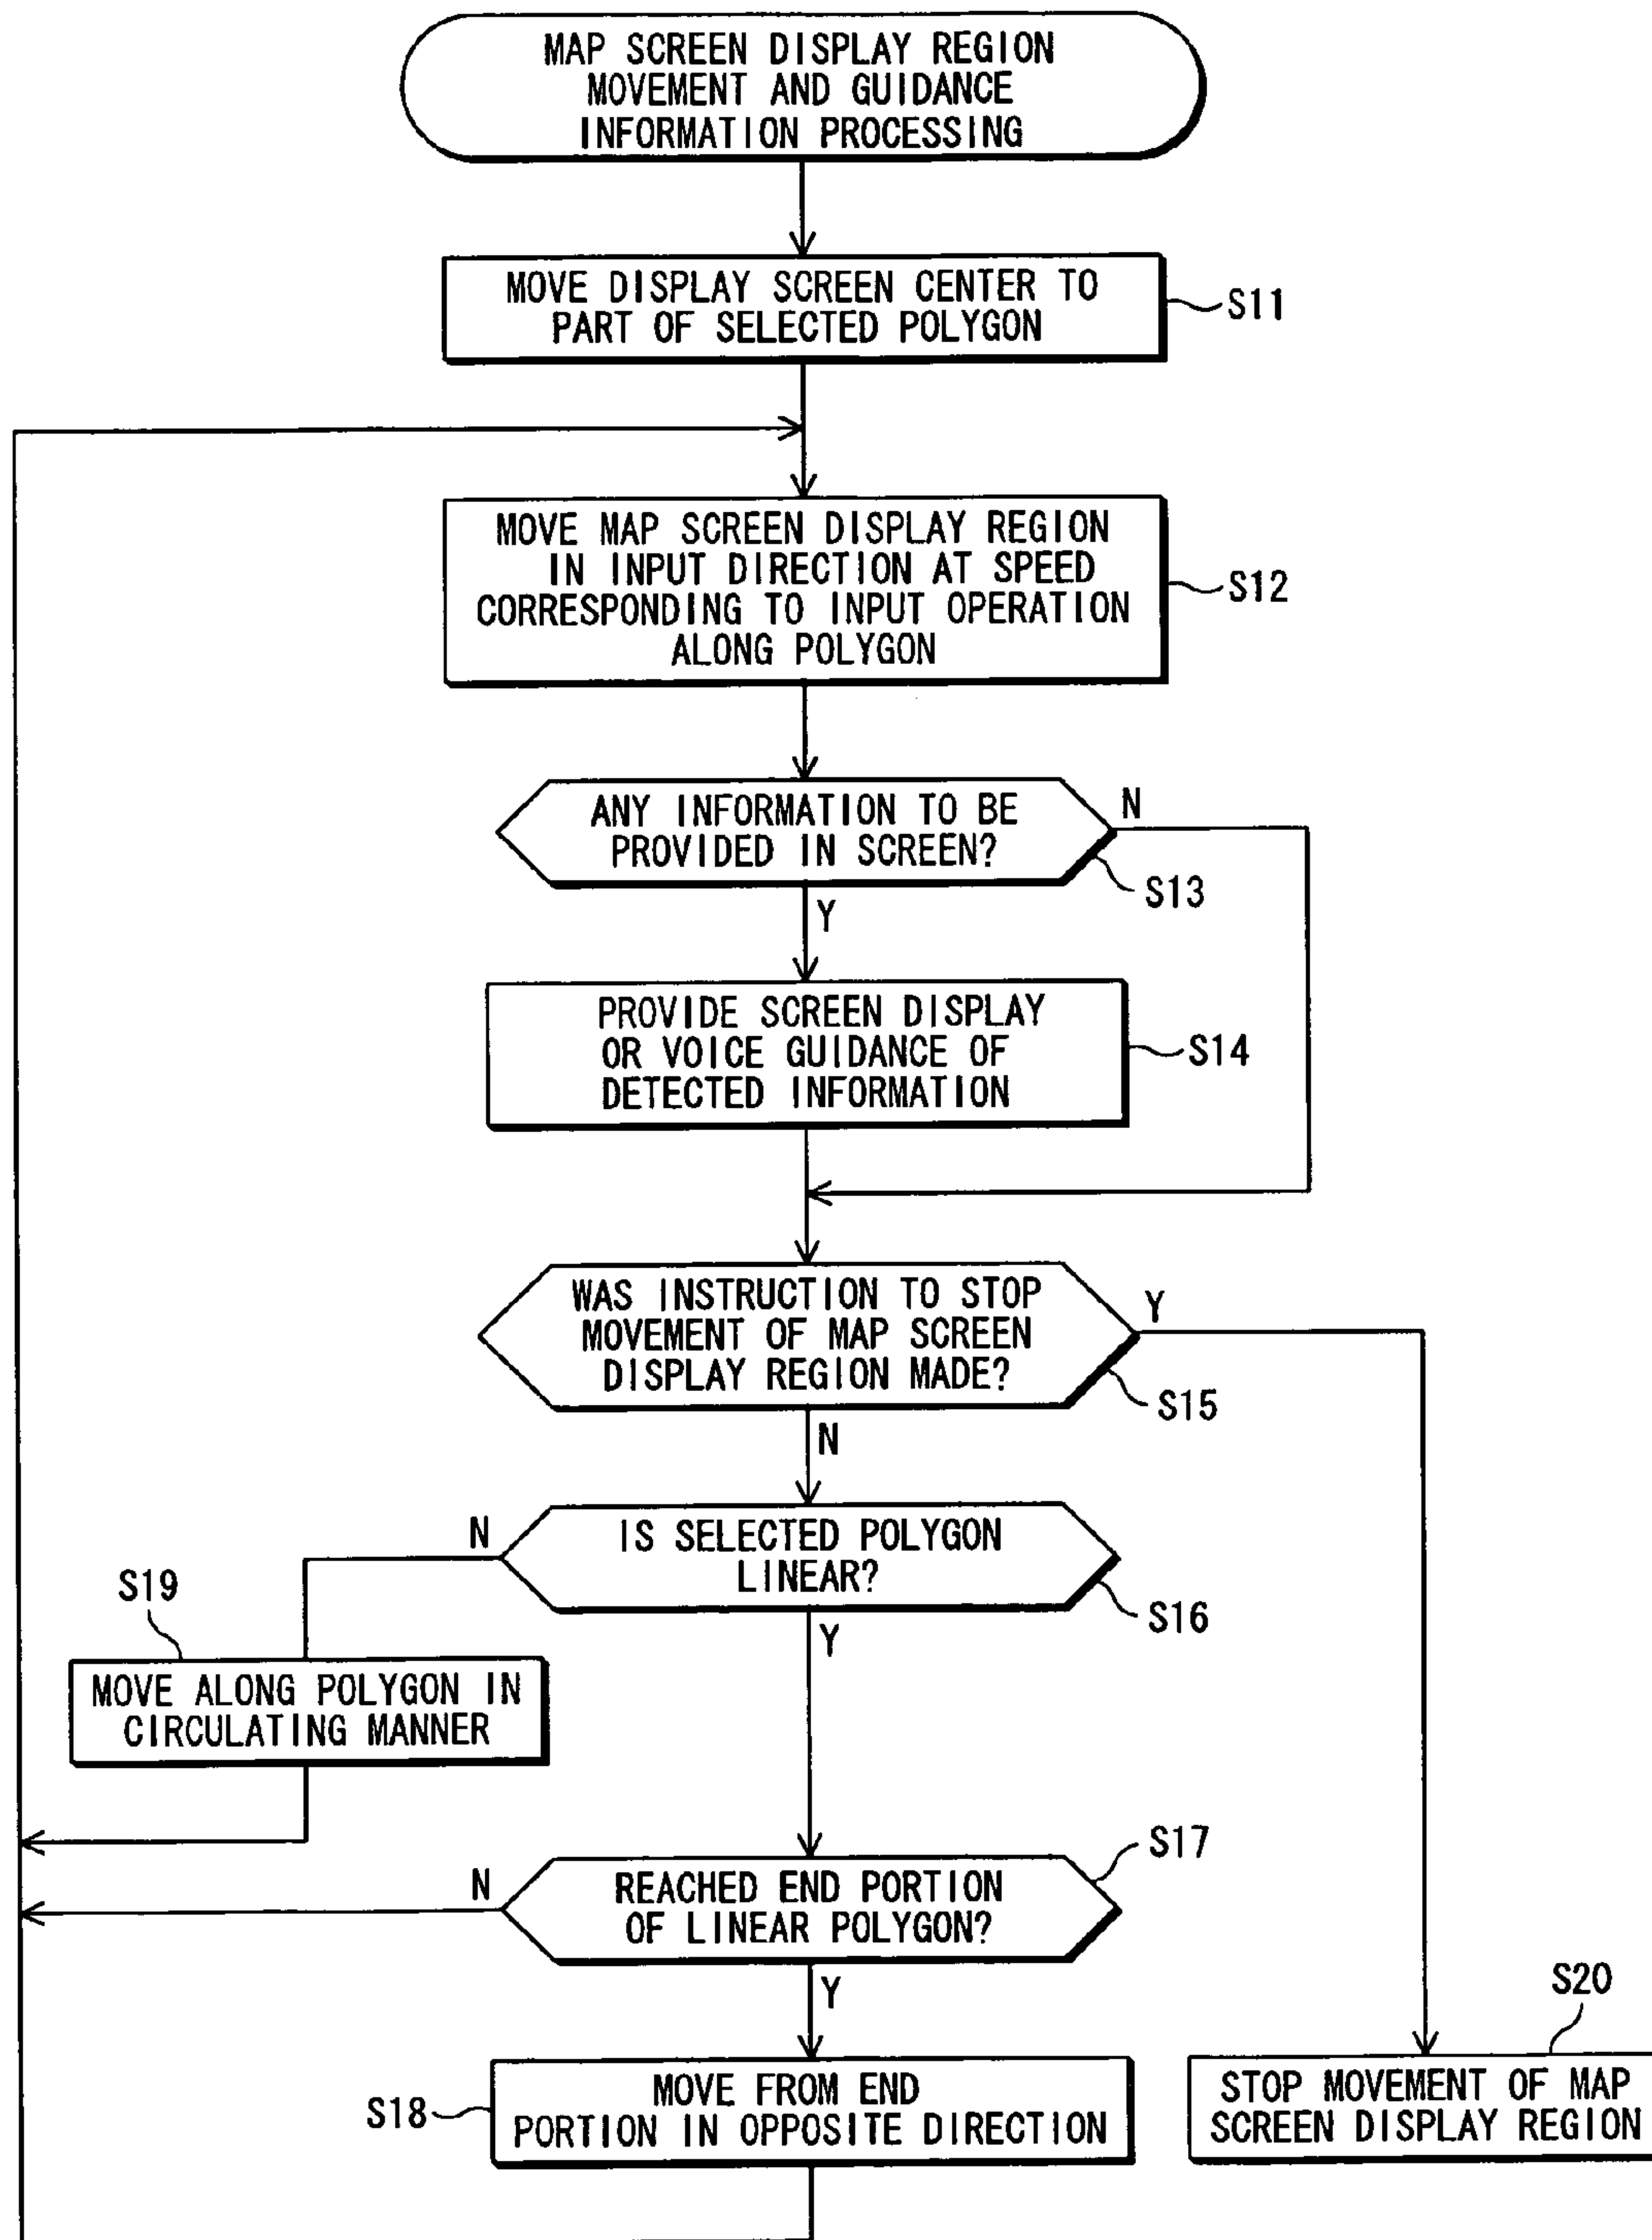 MAP SCREEN DISPLAY REGION
MOVEMENT AND GUIDANCE
INFORMATION PROCESSING
MOVE DISPLAY SCREEN CENTER TO
PART OF SELECTED POLYGON
S11
MOVE MAP SCREEN DISPLAY REGION
IN INPUT DIRECTION AT SPEED
CORRESPONDING TO INPUT OPERATION
ALONG POLYGON
S12
ANY INFORMATION TO BE
PROVIDED IN SCREEN?
N
S13
Y
PROVIDE SCREEN DISPLAY
OR VOICE GUIDANCE OF
DETECTED INFORMATION
S14
WAS INSTRUCTION TO STOP
MOVEMENT OF MAP SCREEN
DISPLAY REGION MADE?
Y
S15
N
IS SELECTED POLYGON
LINEAR?
N
S16
Y
S19
MOVE ALONG POLYGON IN
CIRCULATING MANNER
S17
REACHED END PORTION
OF LINEAR POLYGON?
N
Y
S18
MOVE FROM END
PORTION IN OPPOSITE DIRECTION
S20
STOP MOVEMENT OF MAP
SCREEN DISPLAY REGION